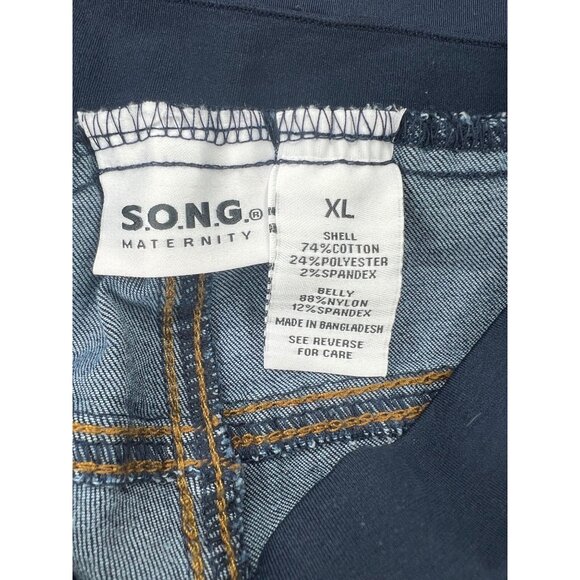 S.O.N.G.®
MATERNITY
XL
SHELL
74%COTTON
24%POLYESTER
2%SPANDEX
BELLY
88%NYLON
12%SPANDEX
MADE IN BANGLADESH
SEE REVERSE
FOR CARE